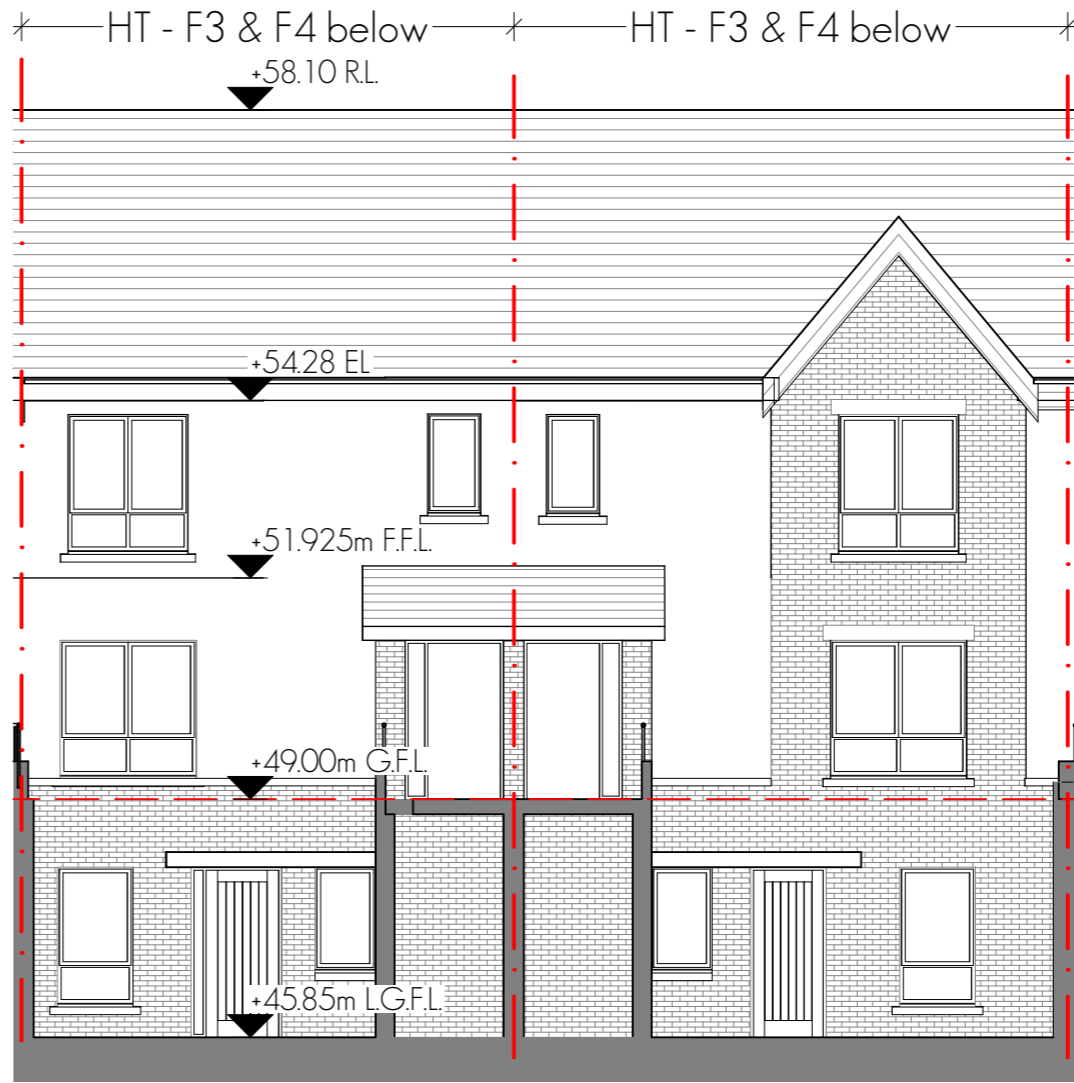 HT - F3 & F4 below
HT - F3 & F4 below
+58.10 R.L.
+54.28 EL
+51.925m F.F.L.
+49.00m G.F.L.
+45.85m L.G.F.L.